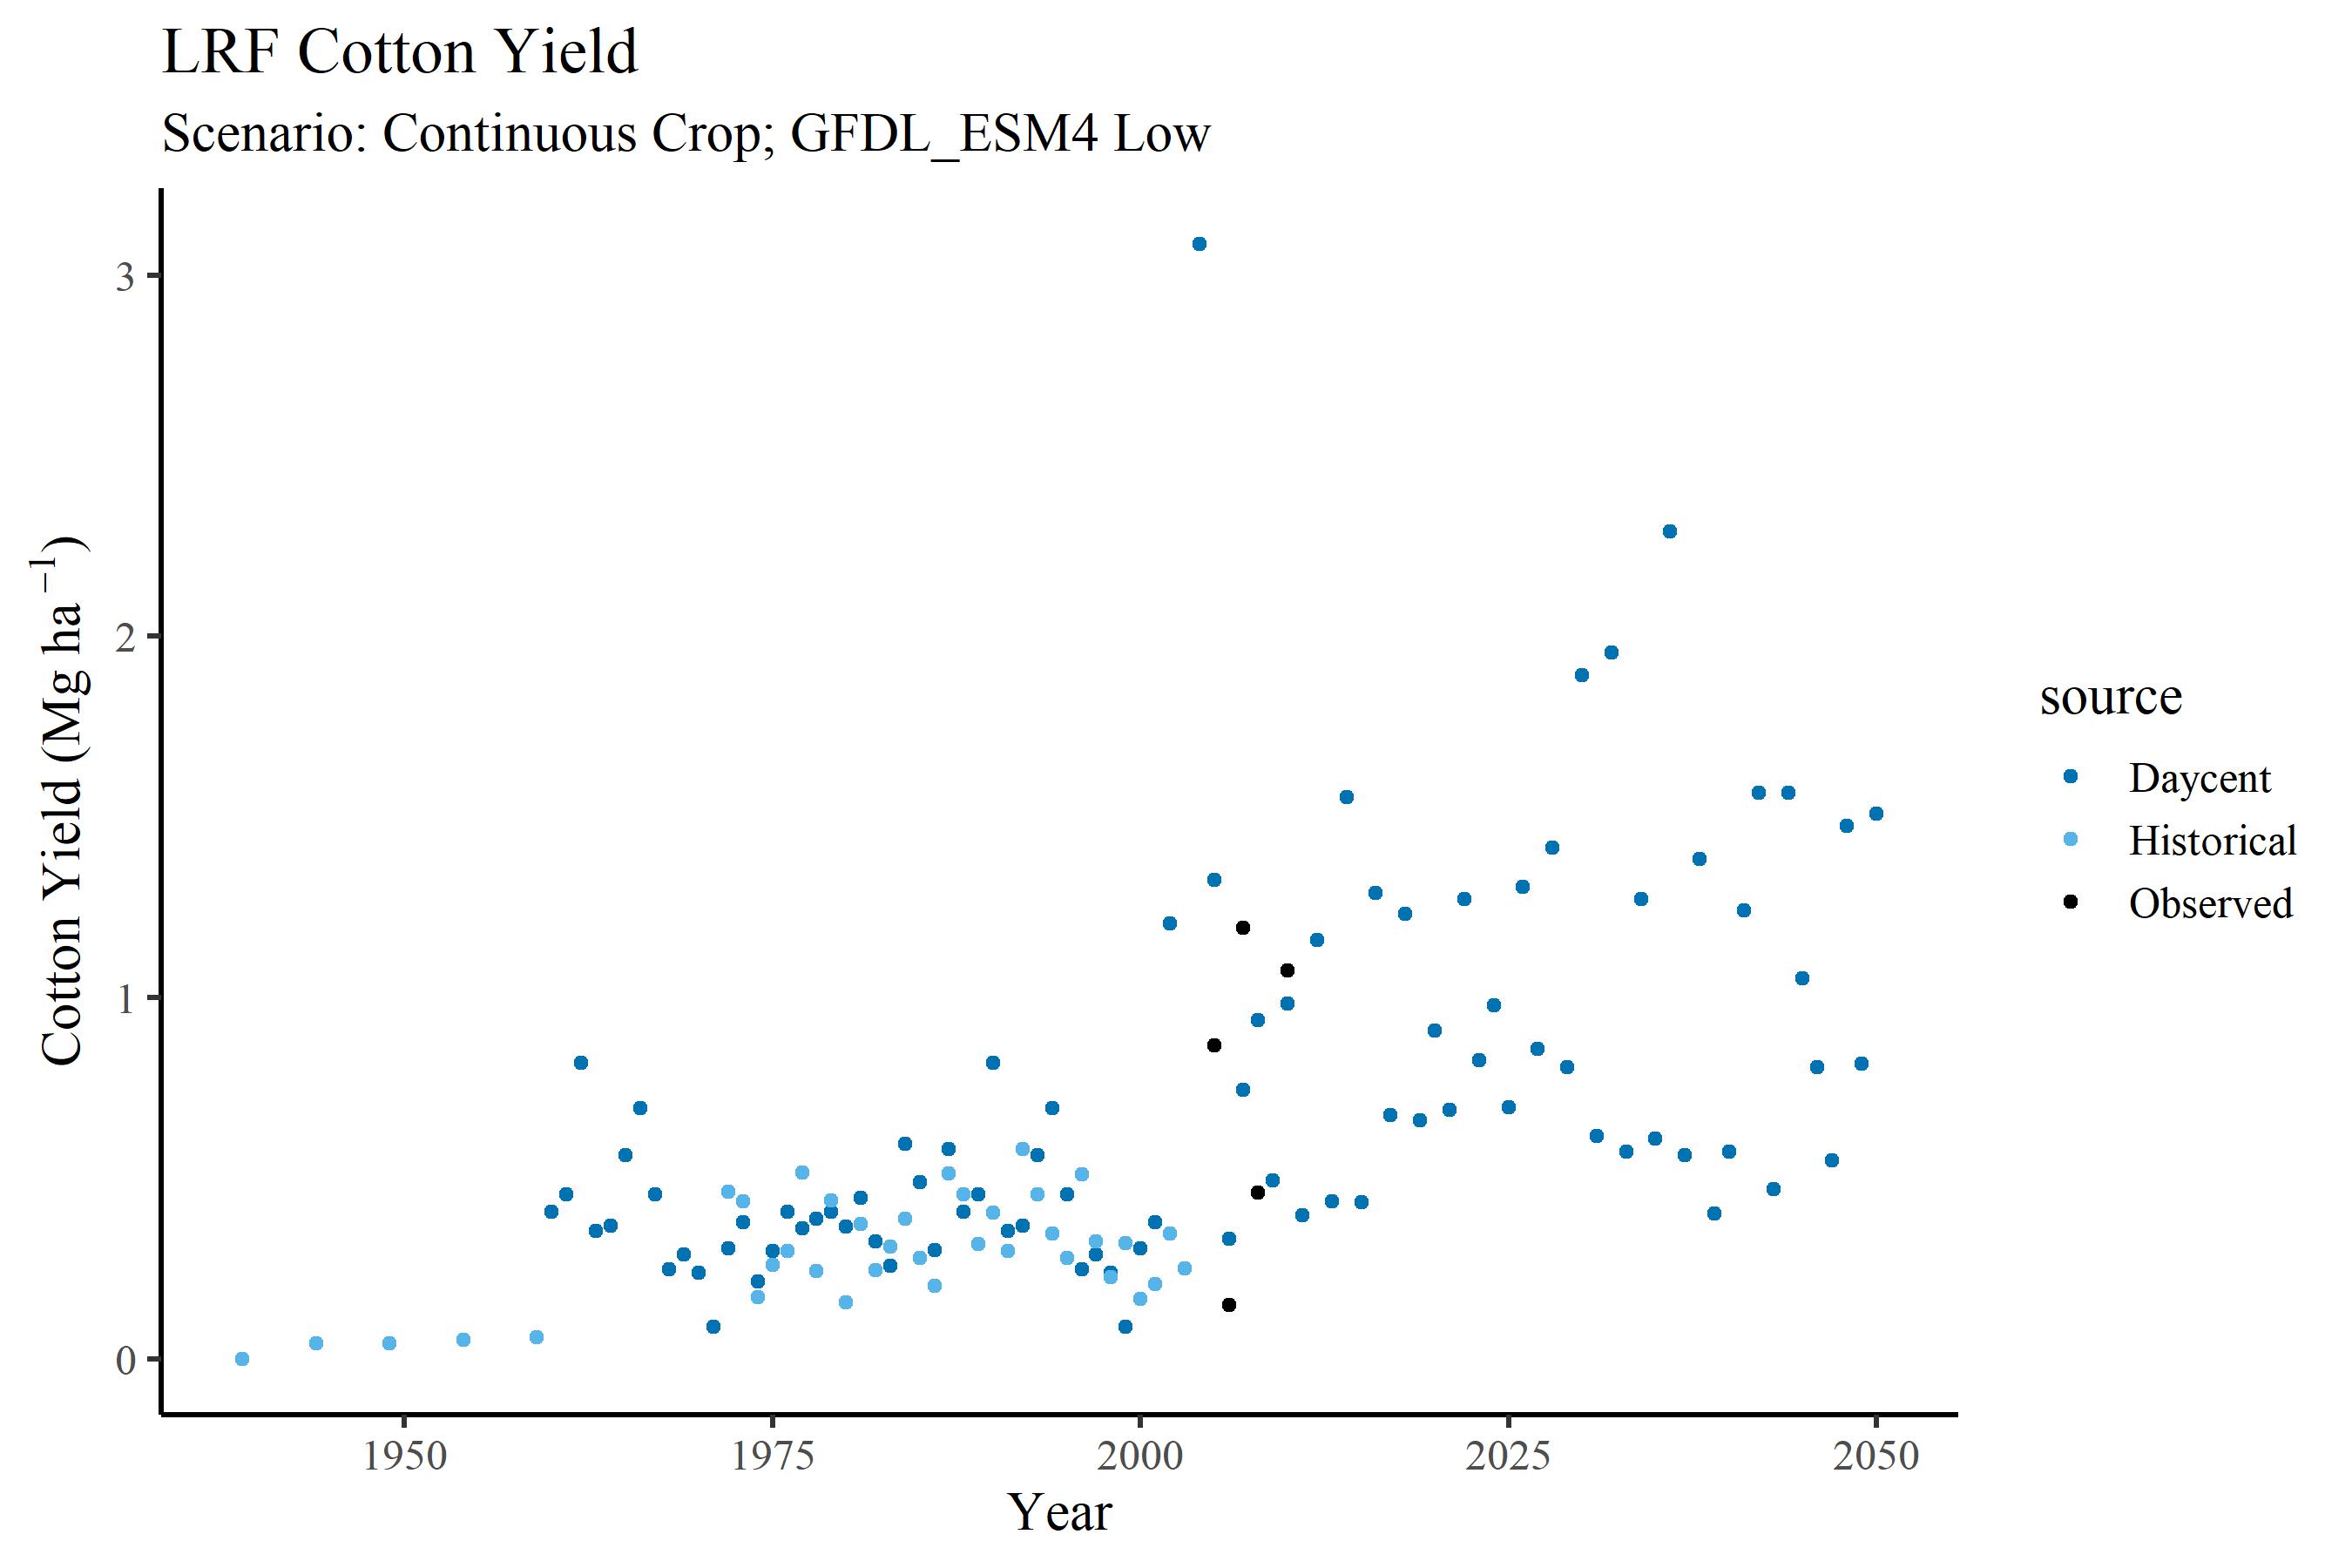 LRF Cotton Yield
Scenario: Continuous Crop; GFDL_ESM4 Low
Cotton Yield (Mg ha⁻¹)
3
2
1
0
1950 1975 2000 2025 2050
Year
source
Daycent
Historical
Observed